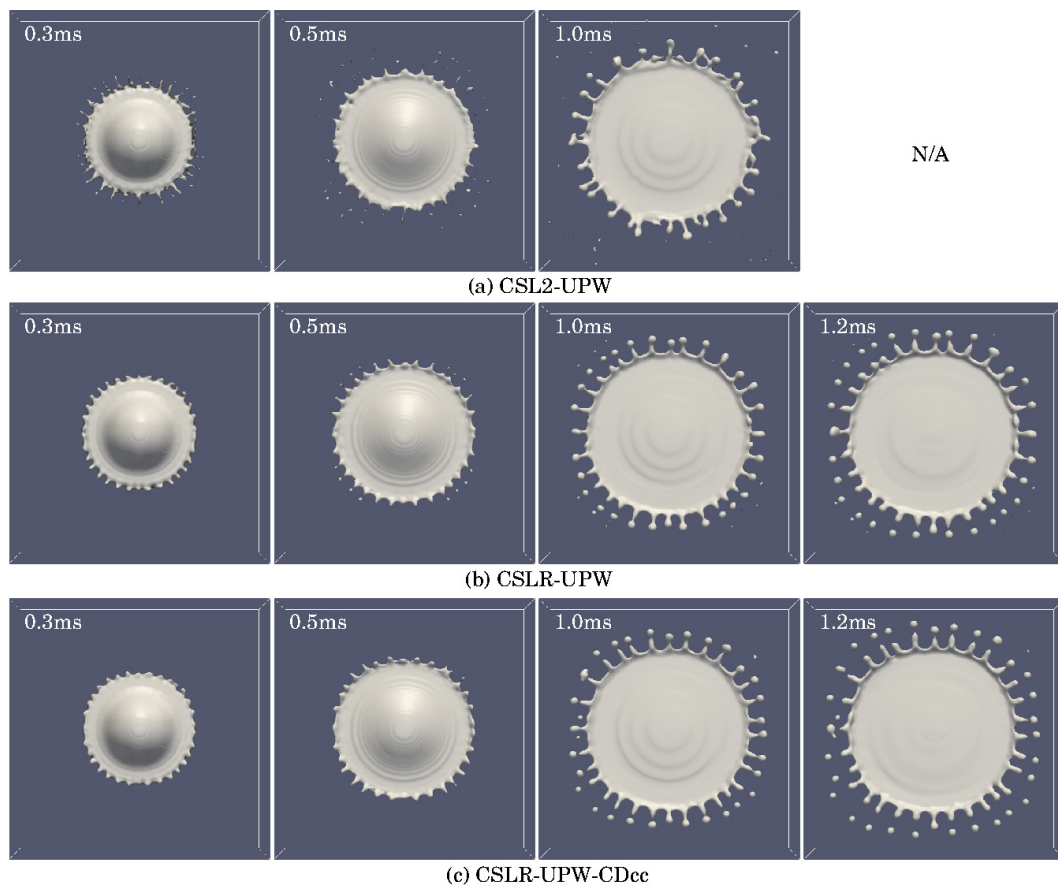 0.3ms 0.5ms 1.0ms
N/A
(a) CSL2-UPW
0.3ms 0.5ms 1.0ms 1.2ms
(b) CSLR-UPW
0.3ms 0.5ms 1.0ms 1.2ms
(c) CSLR-UPW-CDcc